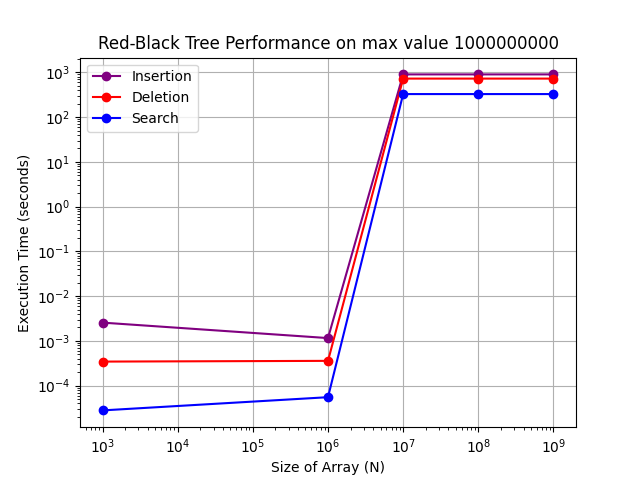 Red-Black Tree Performance on max value 1000000000
Insertion
Deletion
Search
Execution Time (seconds)
10³
10²
10¹
10⁰
10⁻¹
10⁻²
10⁻³
10⁻⁴
10³ 10⁴ 10⁵ 10⁶ 10⁷ 10⁸ 10⁹
Size of Array (N)